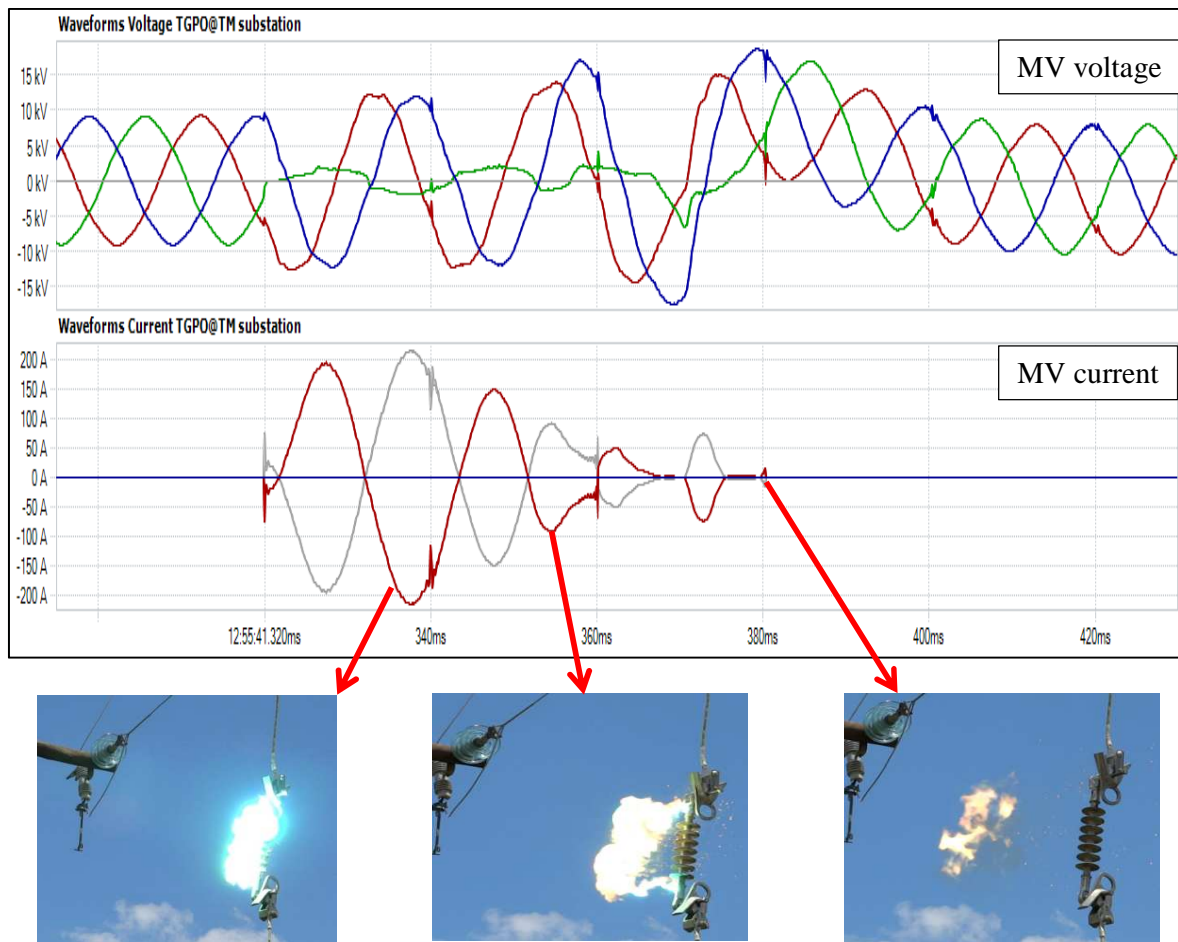 Waveforms Voltage TGPO@TM substation
MV voltage
15 kV
10 kV
5 kV
0 kV
-5 kV
-10 kV
-15 kV
Waveforms Current TGPO@TM substation
MV current
200 A
150 A
100 A
50 A
0 A
-50 A
-100 A
-150 A
-200 A
12:55:41.320ms 340ms 360ms 380ms 400ms 420ms